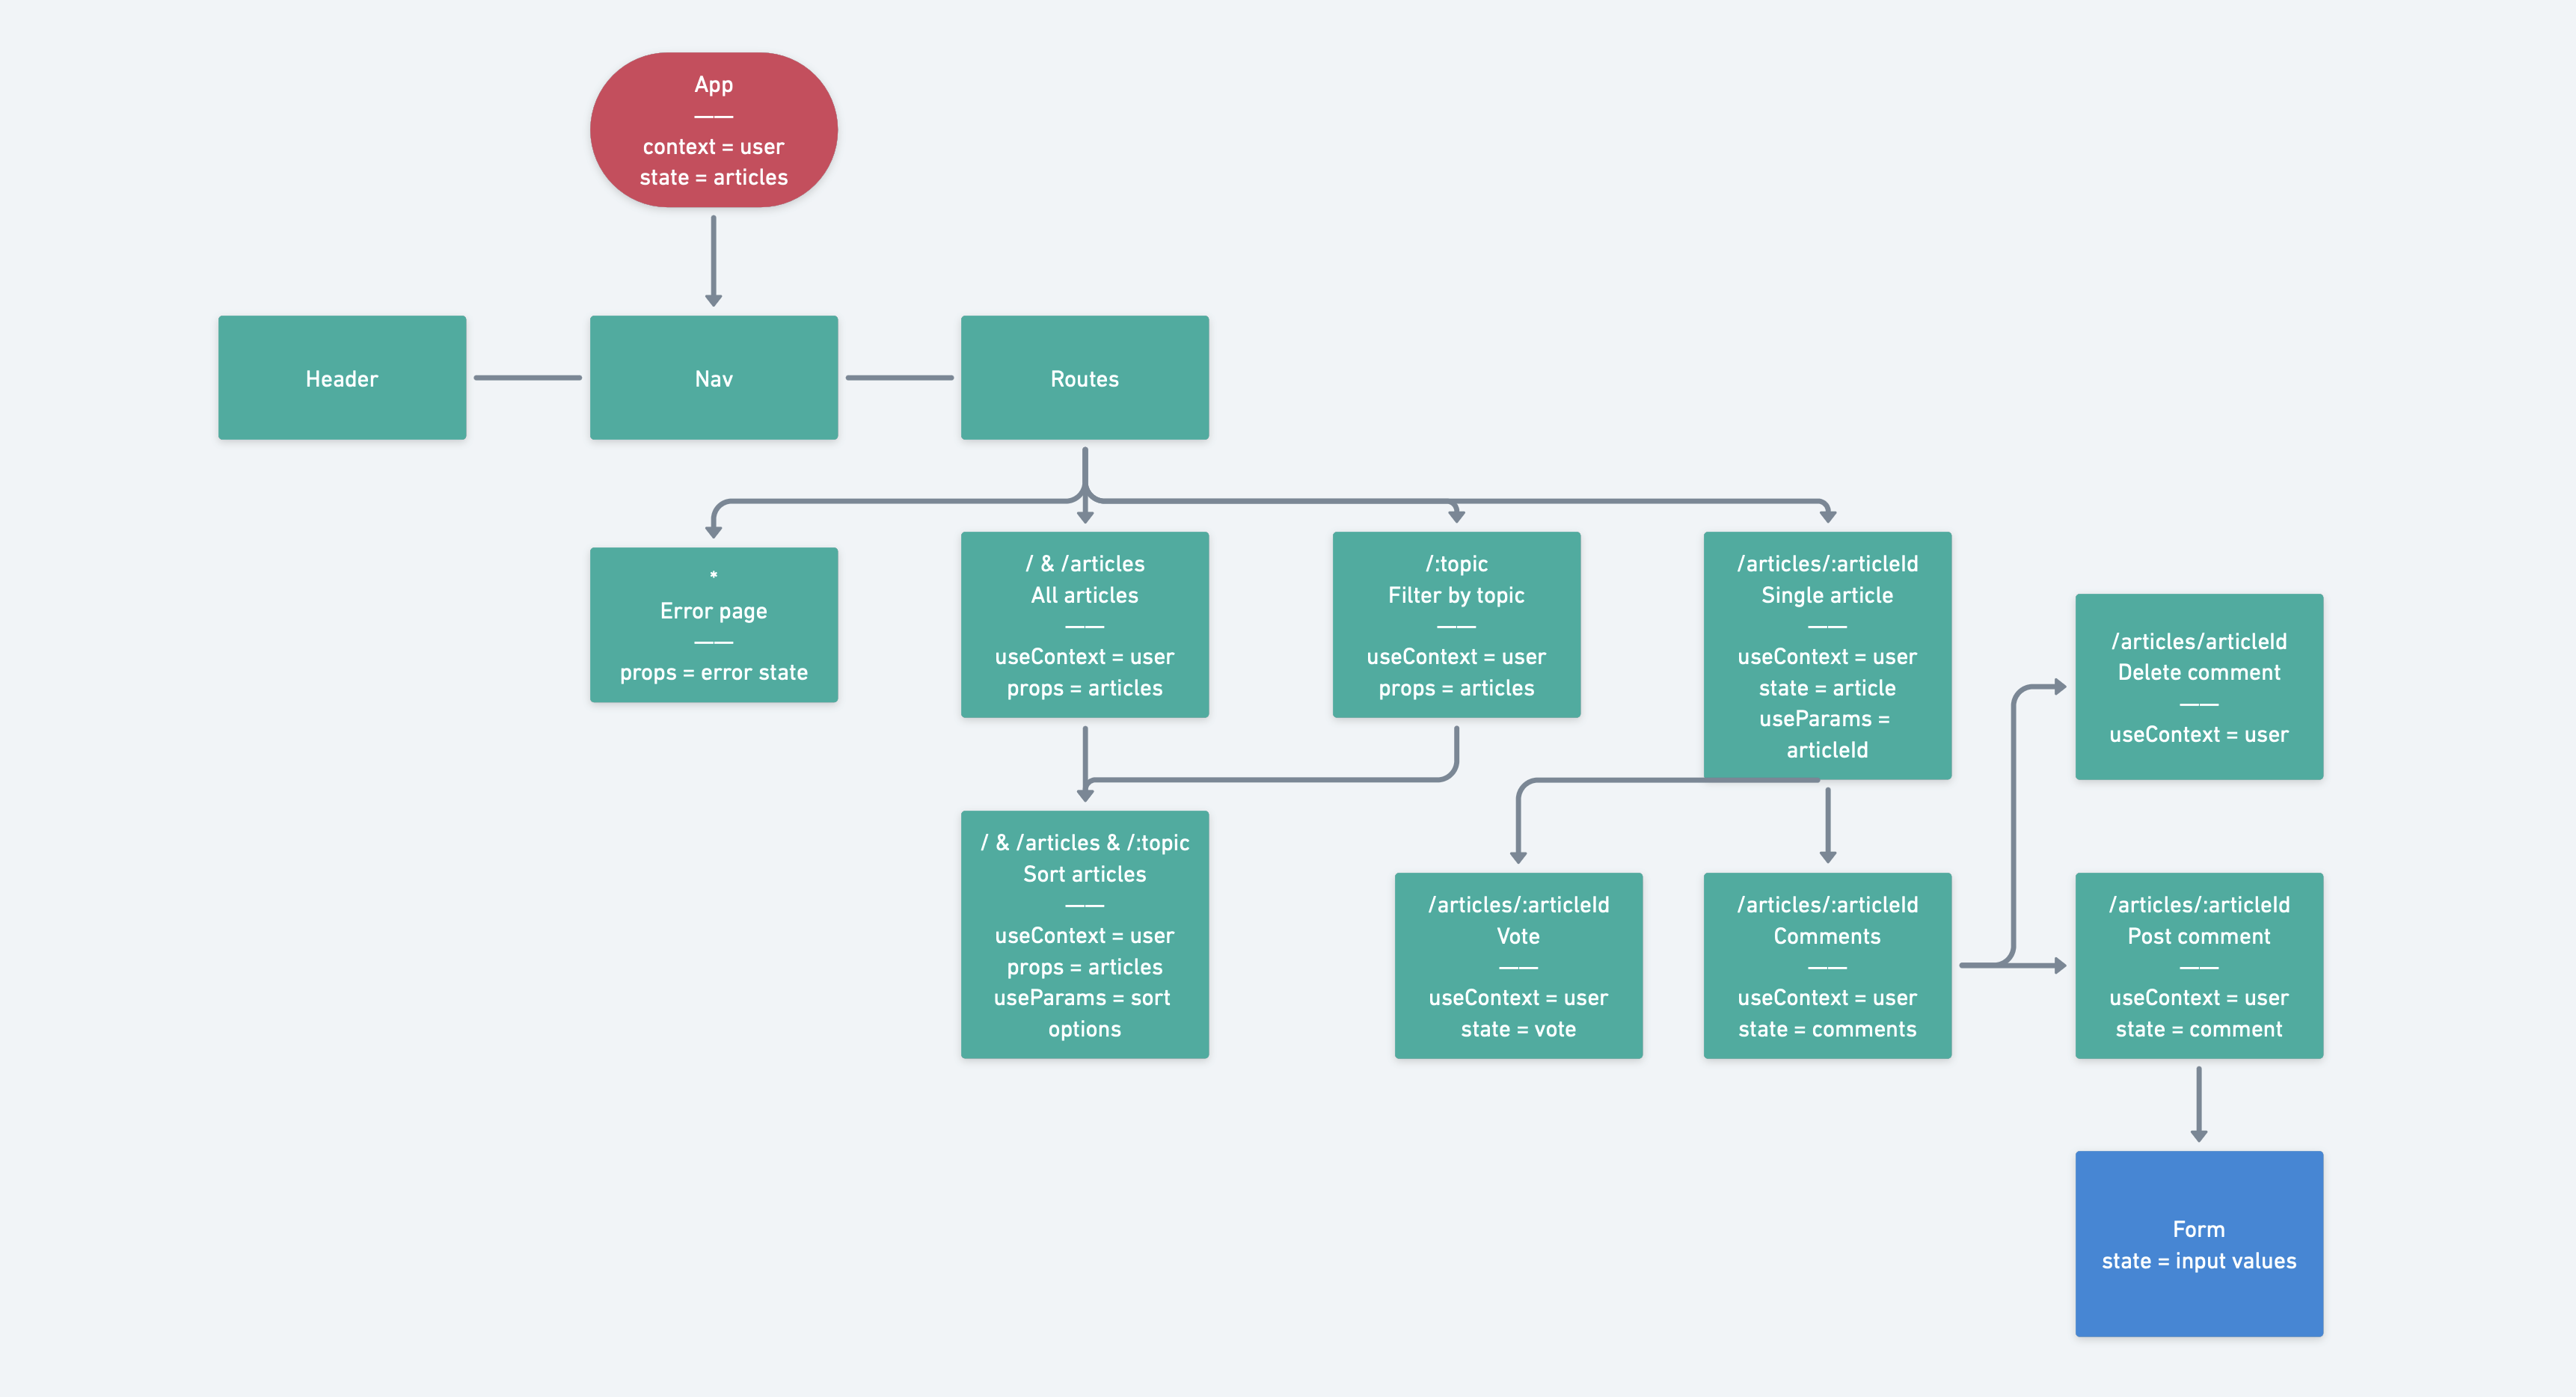 App
——
context = user
state = articles
Header
Nav
Routes
*
Error page
——
props = error state
/ & /articles
All articles
——
useContext = user
props = articles
/:topic
Filter by topic
——
useContext = user
props = articles
/articles/:articleId
Single article
——
useContext = user
state = article
useParams =
articleId
/articles/articleId
Delete comment
——
useContext = user
/ & /articles & /:topic
Sort articles
——
useContext = user
props = articles
useParams = sort
options
/articles/:articleId
Vote
——
useContext = user
state = vote
/articles/:articleId
Comments
——
useContext = user
state = comments
/articles/:articleId
Post comment
——
useContext = user
state = comment
Form
state = input values